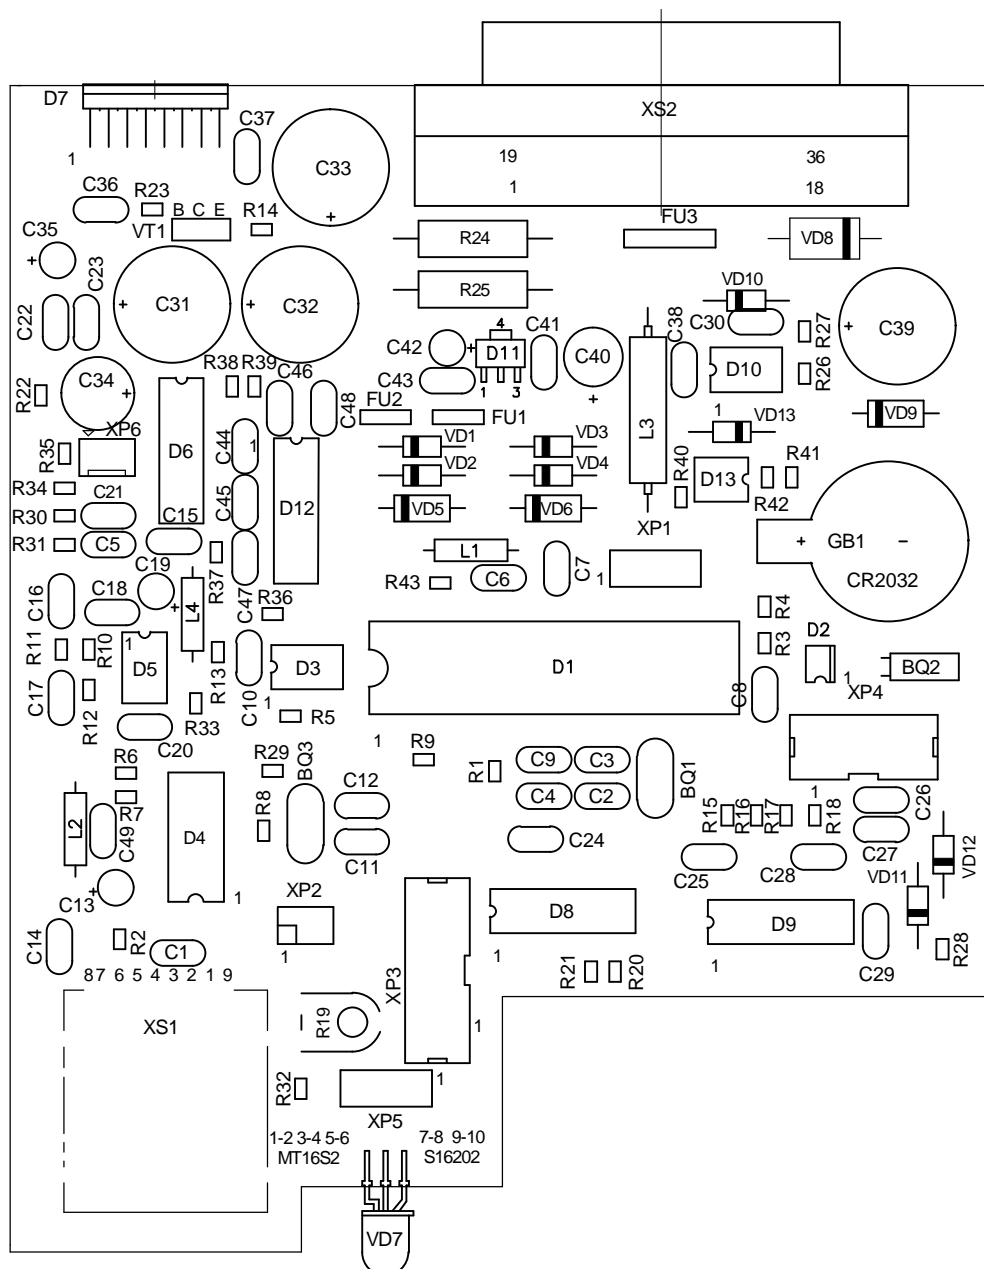 D7
XS2
19
36
1
18
1
C37
C33
+
C36
R23
B C E
VT1
R14
FU3
C35
+
R24
VD8
C23
C22
R25
VD10
+
C31
+
C32
C30
R27
+
C39
C38
4
C41
C42
+
D11
C40
+
C43
1
3
R38
R39
C46
C48
C34
+
R22
D10
R26
FU2
FU1
1
VD13
VD9
XP6
R35
D6
C44
1
VD1
VD3
L3
R40
D13
R41
R42
VD2
VD4
R34
C21
C45
D12
VD5
VD6
R30
C15
XP1
R31
C5
R37
L1
C7
+
GB1
-
CR2032
C19
C47
R43
C6
1
C16
C18
+
L4
R36
R4
R11
R10
1
D5
R13
C10
D3
D1
R3
D2
BQ2
1
C17
R12
R33
1
R5
C8
XP4
C20
1
R9
R6
R29
BQ3
C12
R1
C9
C3
BQ1
R7
C4
C2
1
C26
L2
C49
D4
R8
C11
C24
R15
R16
R17
R18
C27
VD12
C25
C28
VD11
C13
+
1
XP2
D8
D9
C14
R2
C1
1
1
1
C29
R28
8 7 6 5 4 3 2 1 9
XP3
R21
R20
XS1
R19
1
R32
1
XP5
1-2 3-4 5-6
7-8 9-10
MT16S2
S16202
VD7